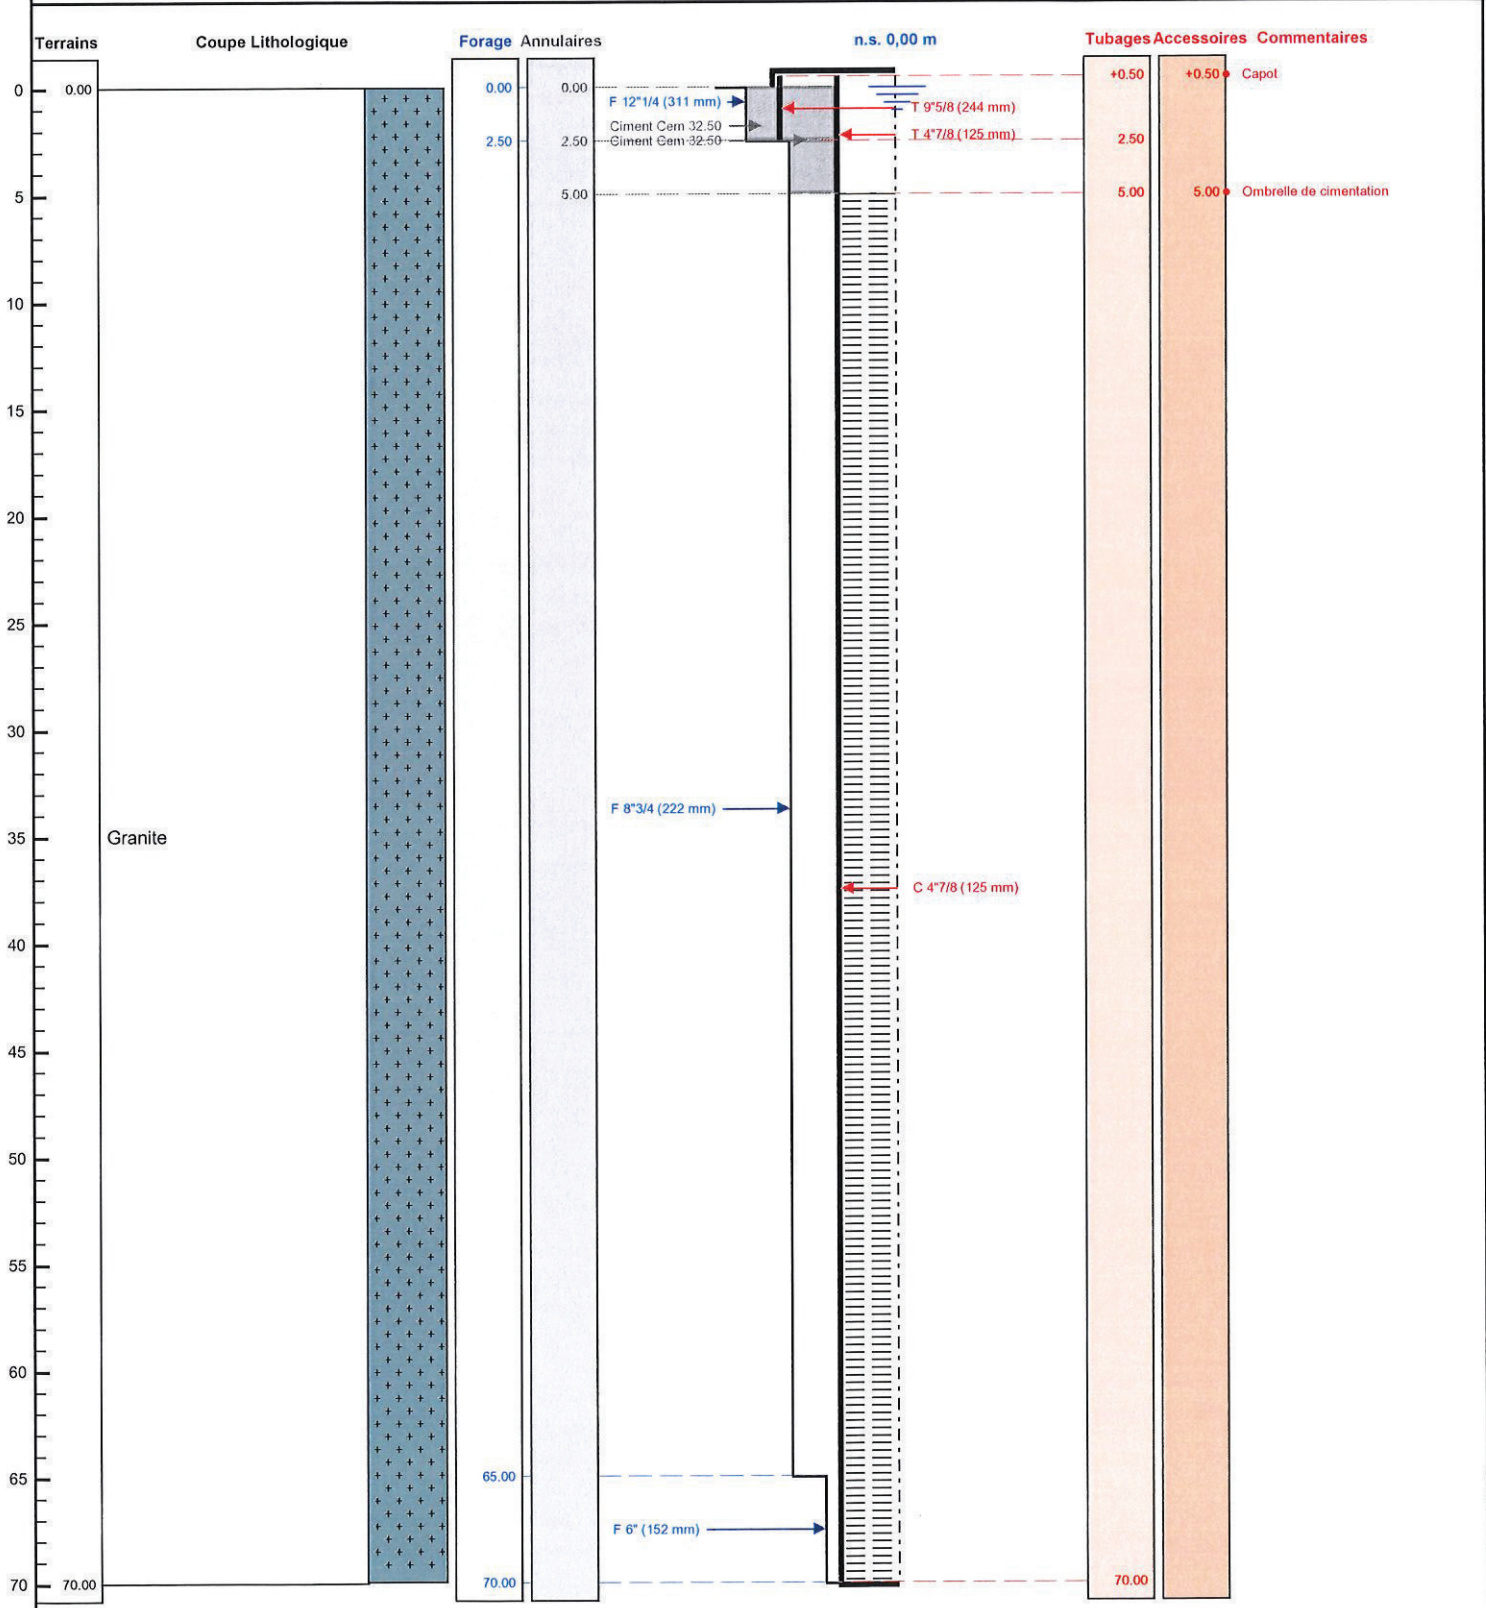 Terrains Coupe Lithologique Forage Annulaires n.s. 0,00 m Tubages Accessoires Commentaires
+0.50 +0.50 Capot
0 0.00 0.00 0.00
F 12"1/4 (311 mm) T 9"5/8 (244 mm)
Ciment Cem 32.50
T 4"7/8 (125 mm)
2.50 2.50 Ciment Cem 32.50 2.50
5 5.00 5.00 5.00 Ombrelle de cimentation
10
15
20
25
30
F 8"3/4 (222 mm)
35 Granite
C 4"7/8 (125 mm)
40
45
50
55
60
65 65.00
F 6" (152 mm)
70 70.00 70.00 70.00